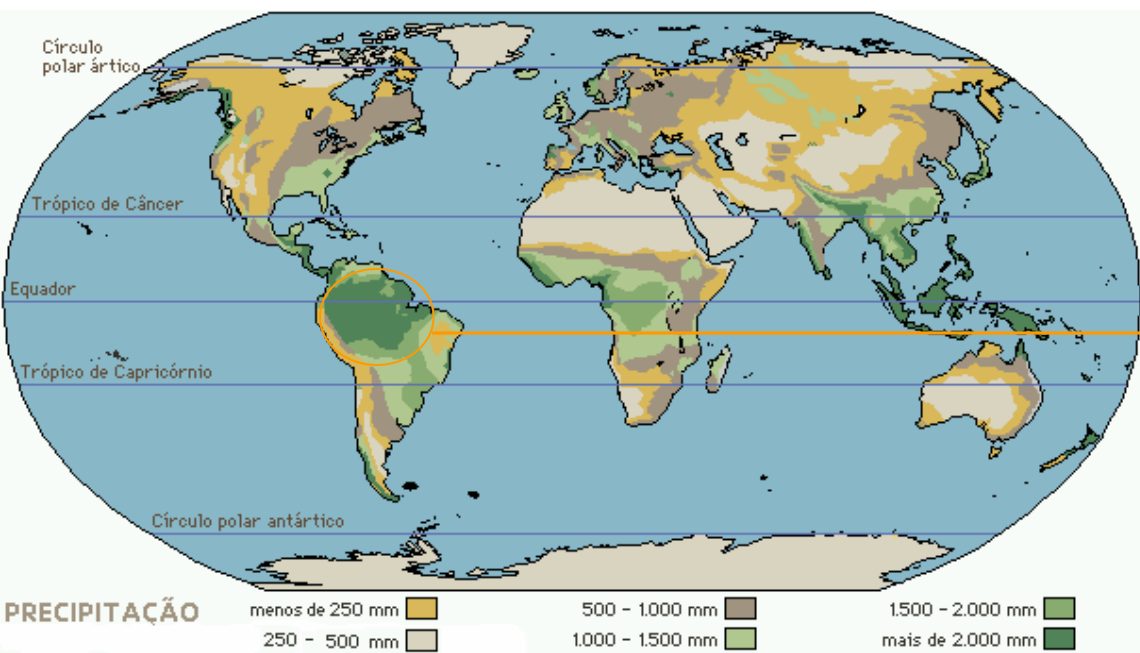 Círculo
polar ártico
Trópico de Câncer
Equador
Trópico de Capricórnio
Círculo polar antártico
PRECIPITAÇÃO
menos de 250 mm
250 - 500 mm
500 - 1.000 mm
1.000 - 1.500 mm
1.500 - 2.000 mm
mais de 2.000 mm